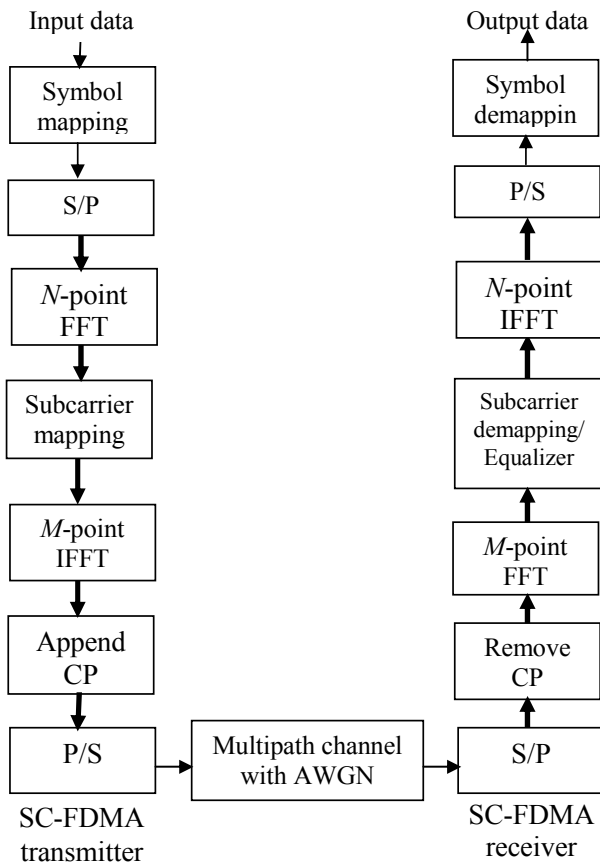 Input data
Symbol
mapping
S/P
N-point
FFT
Subcarrier
mapping
M-point
IFFT
Append
CP
P/S
SC-FDMA
transmitter
Multipath channel
with AWGN
Output data
Symbol
demappin
P/S
N-point
IFFT
Subcarrier
demapping/
Equalizer
M-point
FFT
Remove
CP
S/P
SC-FDMA
receiver